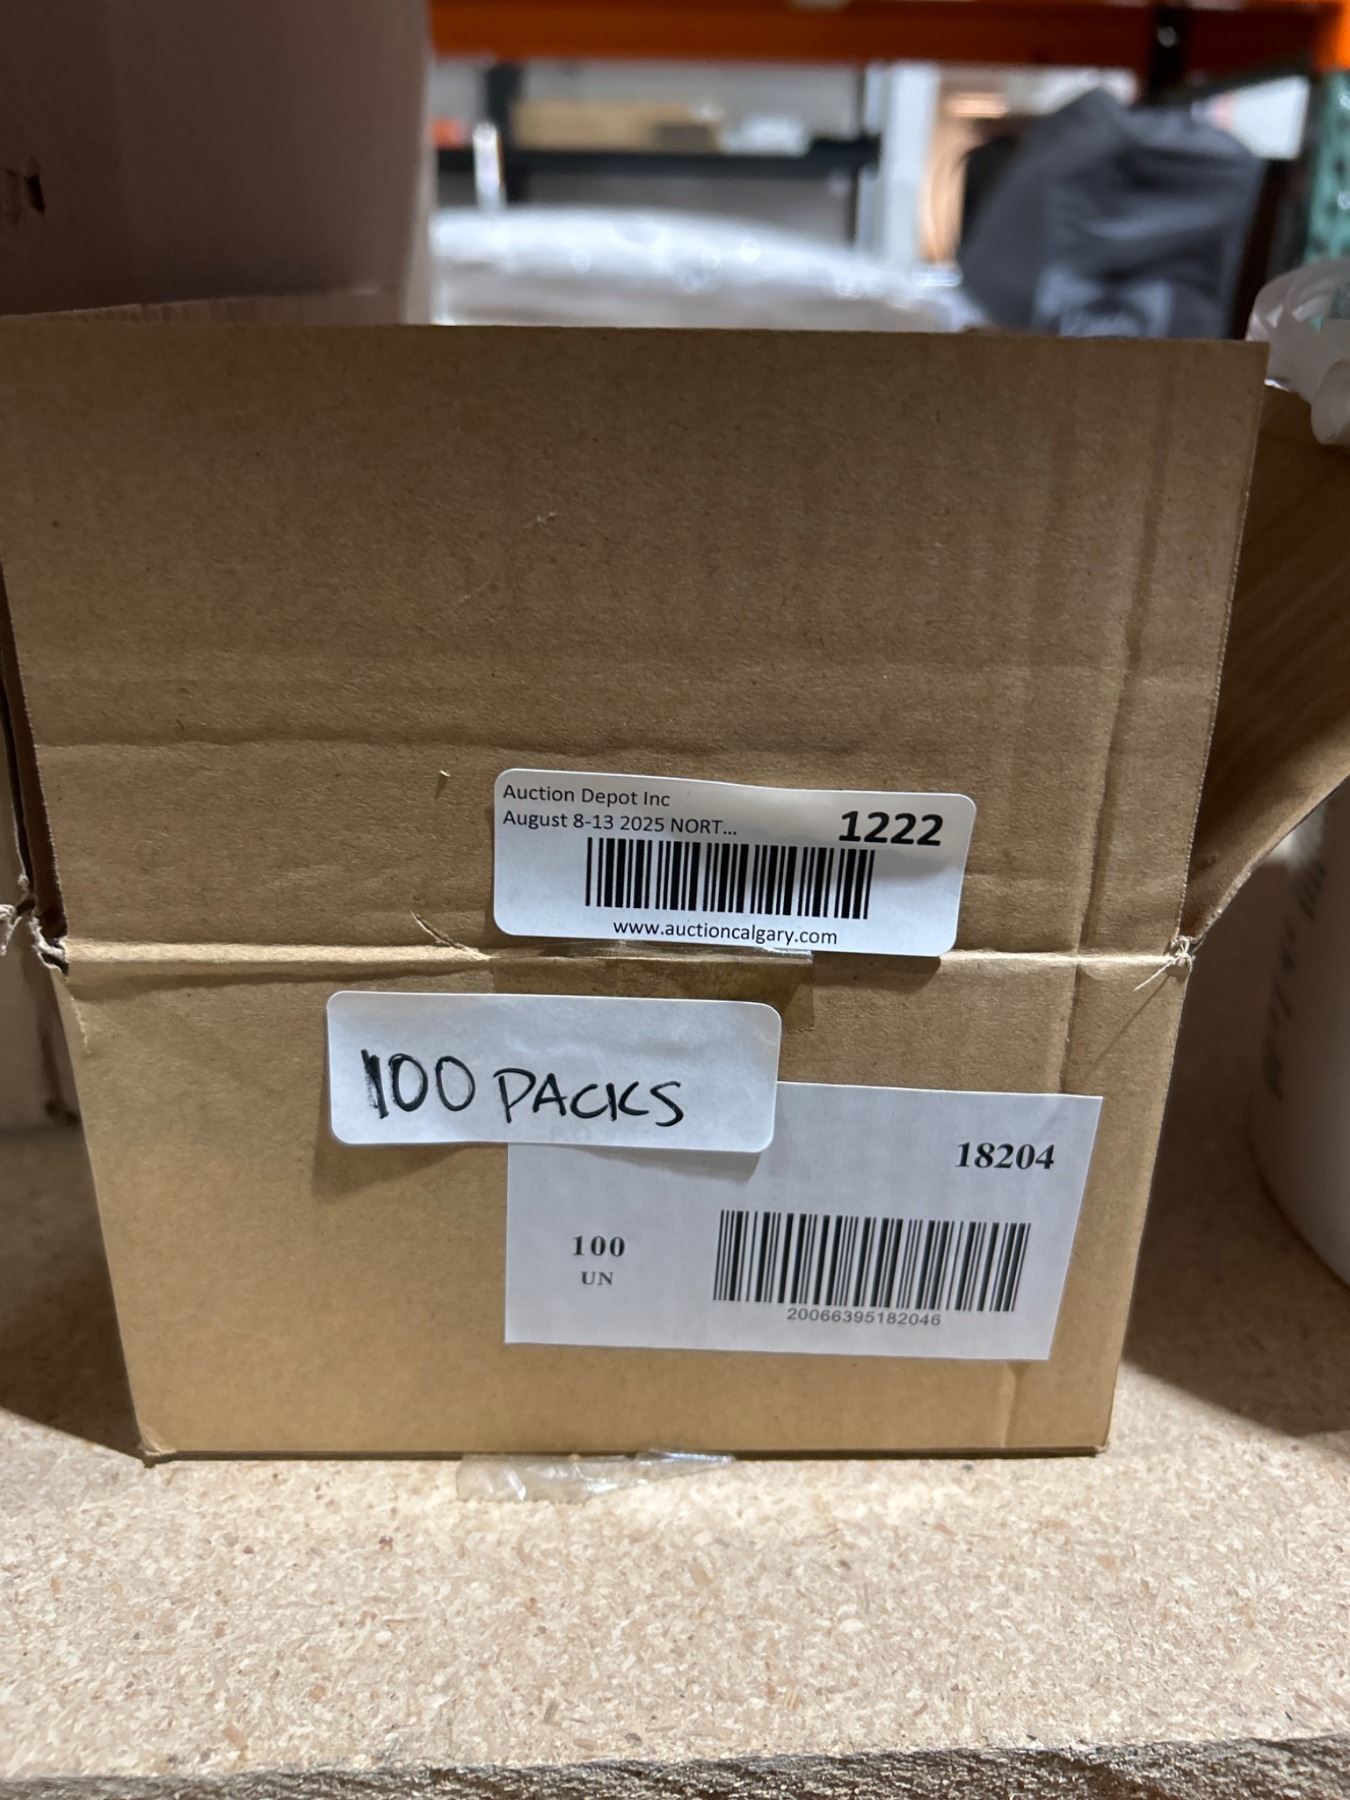 Auction Depot Inc
August 8-13 2025 NORT...
1222
www.auctioncalgary.com
100 PACKS
18204
100
UN
20066395182046